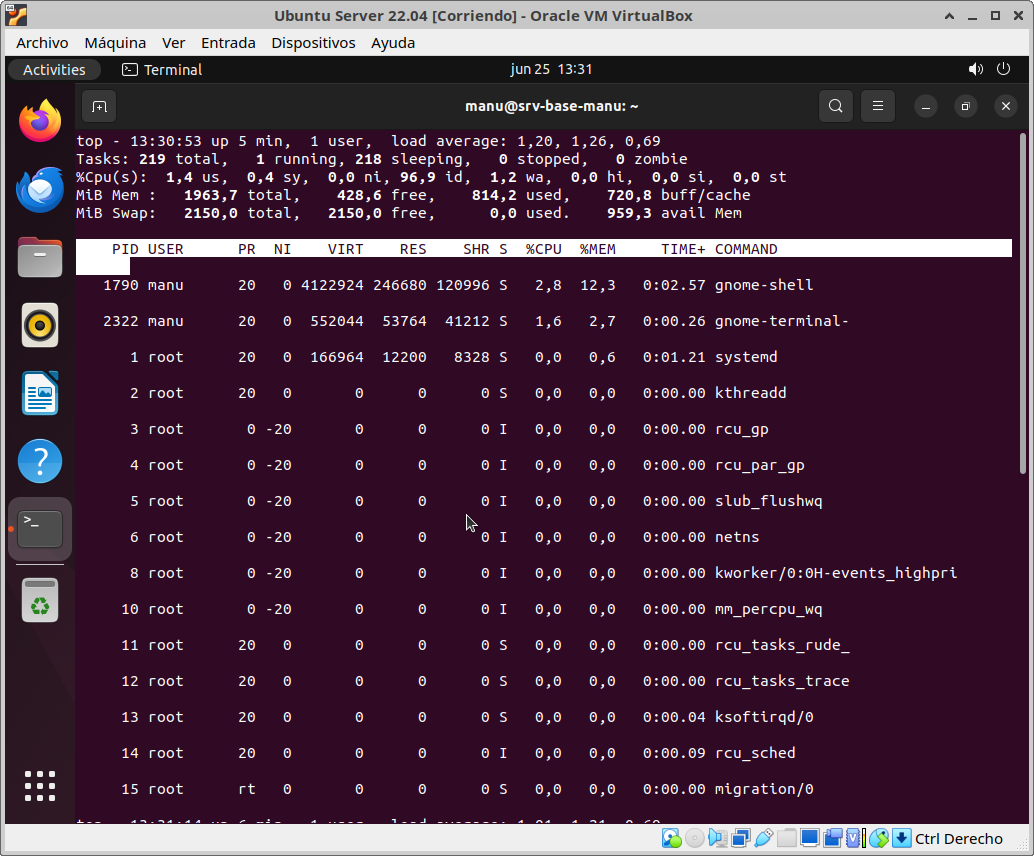 Ubuntu Server 22.04 [Corriendo] - Oracle VM VirtualBox
Archivo Máquina Ver Entrada Dispositivos Ayuda
Activities Terminal jun 25 13:31
manu@srv-base-manu: ~
top - 13:30:53 up 5 min, 1 user, load average: 1,20, 1,26, 0,69
Tasks: 219 total, 1 running, 218 sleeping, 0 stopped, 0 zombie
%Cpu(s): 1,4 us, 0,4 sy, 0,0 ni, 96,9 id, 1,2 wa, 0,0 hi, 0,0 si, 0,0 st
MiB Mem : 1963,7 total, 428,6 free, 814,2 used, 720,8 buff/cache
MiB Swap: 2150,0 total, 2150,0 free, 0,0 used. 959,3 avail Mem
PID USER PR NI VIRT RES SHR S %CPU %MEM TIME+ COMMAND
1790 manu 20 0 4122924 246680 120996 S 2,8 12,3 0:02.57 gnome-shell
2322 manu 20 0 552044 53764 41212 S 1,6 2,7 0:00.26 gnome-terminal-
1 root 20 0 166964 12200 8328 S 0,0 0,6 0:01.21 systemd
2 root 20 0 0 0 0 S 0,0 0,0 0:00.00 kthreadd
3 root 0 -20 0 0 0 I 0,0 0,0 0:00.00 rcu_gp
4 root 0 -20 0 0 0 I 0,0 0,0 0:00.00 rcu_par_gp
5 root 0 -20 0 0 0 I 0,0 0,0 0:00.00 slub_flushwq
6 root 0 -20 0 0 0 I 0,0 0,0 0:00.00 netns
8 root 0 -20 0 0 0 I 0,0 0,0 0:00.00 kworker/0:0H-events_highpri
10 root 0 -20 0 0 0 I 0,0 0,0 0:00.00 mm_percpu_wq
11 root 20 0 0 0 0 S 0,0 0,0 0:00.00 rcu_tasks_rude_
12 root 20 0 0 0 0 S 0,0 0,0 0:00.00 rcu_tasks_trace
13 root 20 0 0 0 0 S 0,0 0,0 0:00.04 ksoftirqd/0
14 root 20 0 0 0 0 I 0,0 0,0 0:00.09 rcu_sched
15 root rt 0 0 0 0 S 0,0 0,0 0:00.00 migration/0
Ctrl Derecho